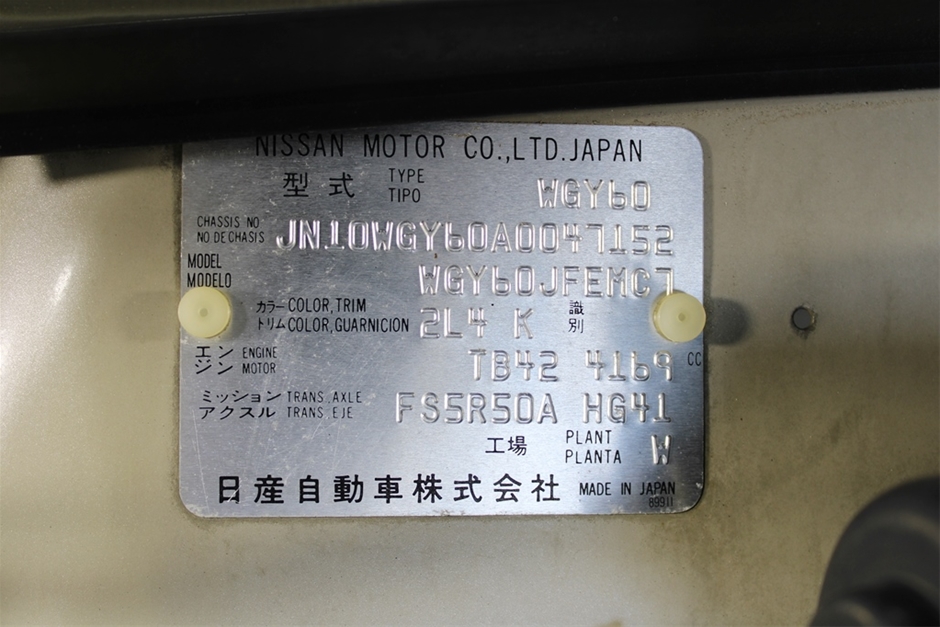 NISSAN MOTOR CO.,LTD.JAPAN
型式 TYPE TIPO WGY60
CHASSIS NO NO DE CHASIS JN10WGY60A0047152
MODEL MODELO WGY60JFEMC7
カラー COLOR,TRIM
トリム COLOR,GUARNICION 2L4 K 識別
エンジン ENGINE MOTOR TB42 4169 CC
ミッション TRANS.,AXLE
アクスル TRANS.,EJE FS5R50A HG41
工場 PLANT PLANTA W
日産自動車株式会社 MADE IN JAPAN
89911